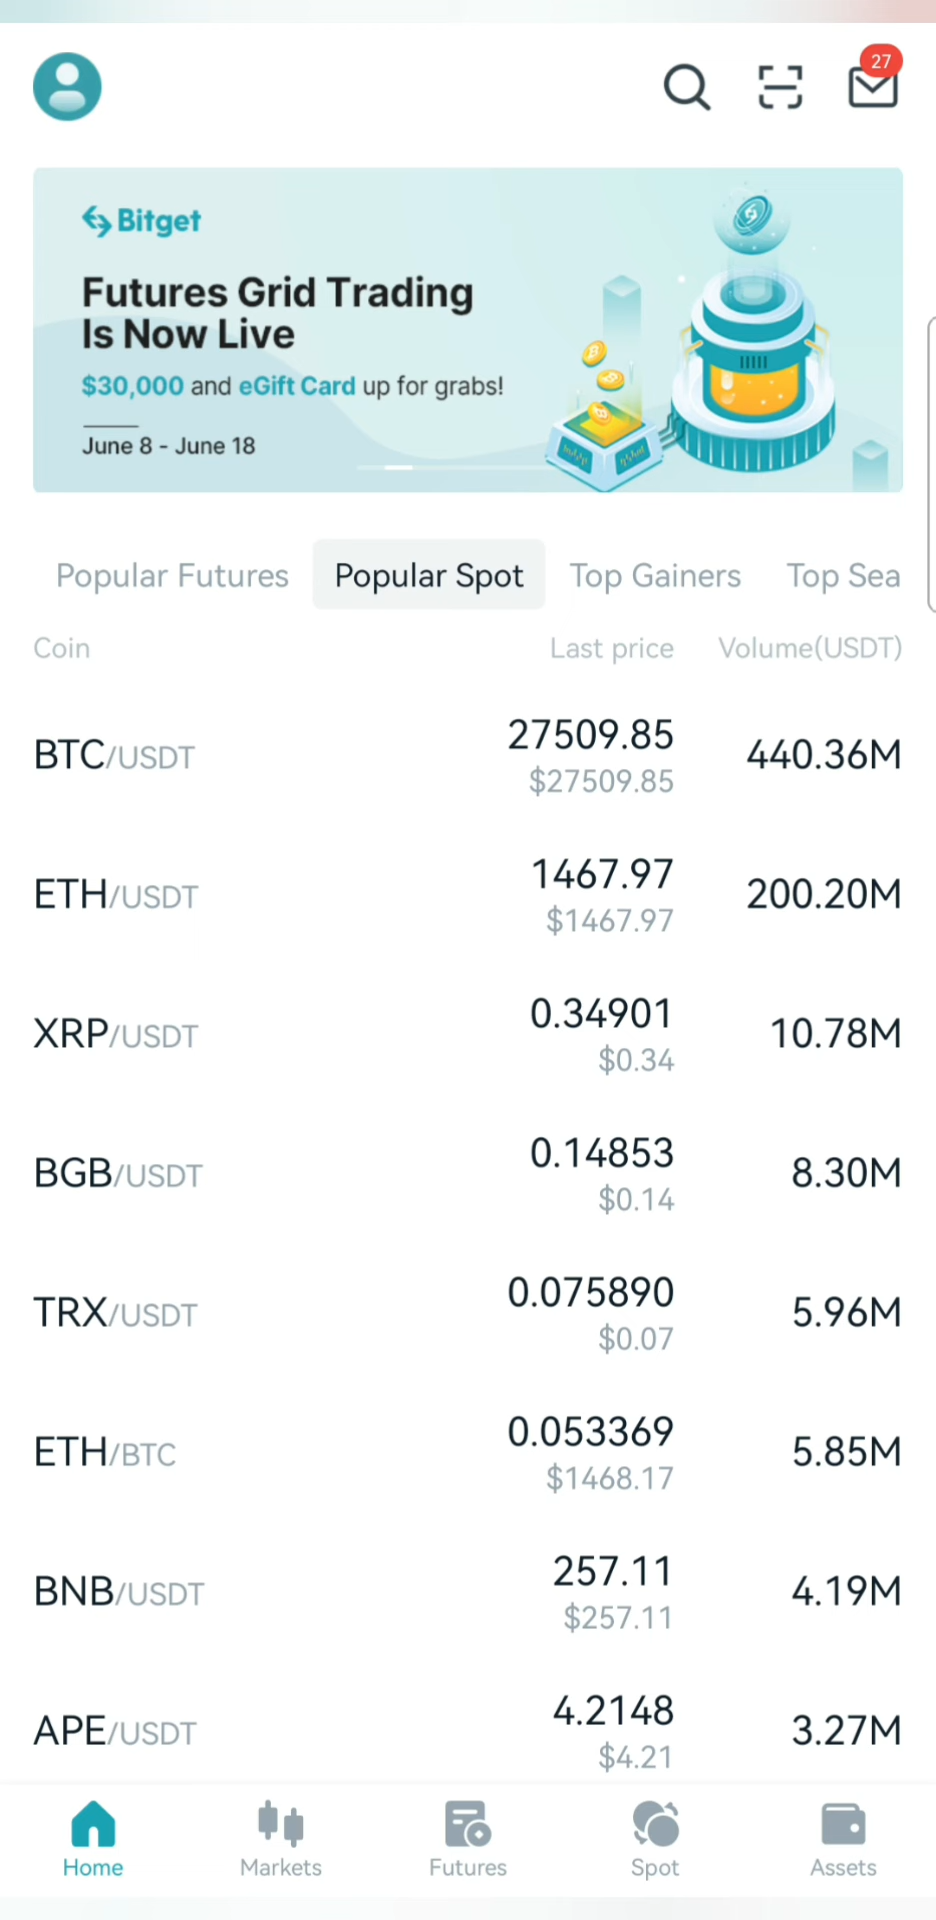 27
Bitget
Futures Grid Trading
Is Now Live
$30,000 and eGift Card up for grabs!
June 8 - June 18
Popular Futures Popular Spot Top Gainers Top Sea
Coin Last price Volume(USDT)
BTC/USDT 27509.85 440.36M
$27509.85
ETH/USDT 1467.97 200.20M
$1467.97
XRP/USDT 0.34901 10.78M
$0.34
BGB/USDT 0.14853 8.30M
$0.14
TRX/USDT 0.075890 5.96M
$0.07
ETH/BTC 0.053369 5.85M
$1468.17
BNB/USDT 257.11 4.19M
$257.11
APE/USDT 4.2148 3.27M
$4.21
Home Markets Futures Spot Assets